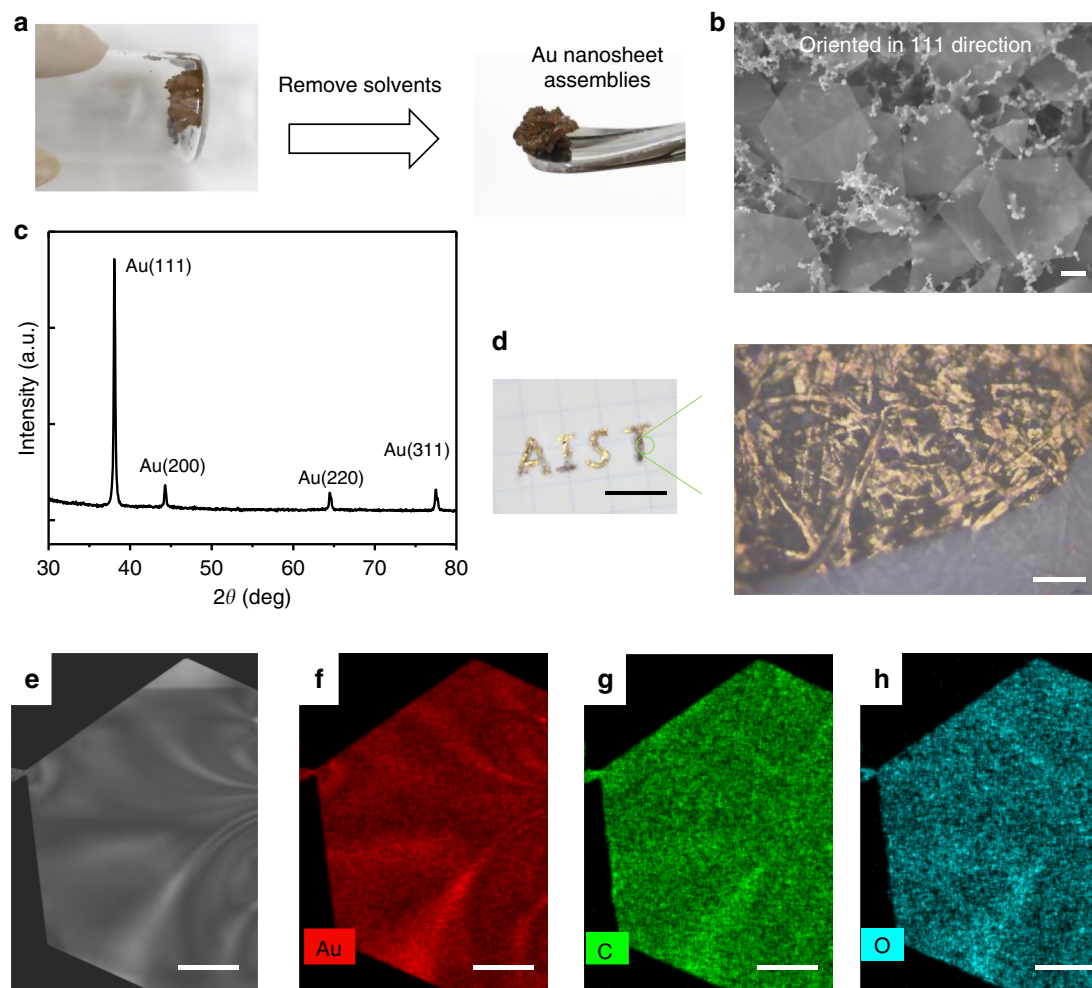 a
Remove solvents
Au nanosheet
assemblies
b
Oriented in 111 direction
c
Au(111)
Au(200)
Au(220)
Au(311)
Intensity (a.u.)
30
40
50
60
70
80
2θ (deg)
d
AIST
e
f
Au
g
C
h
O